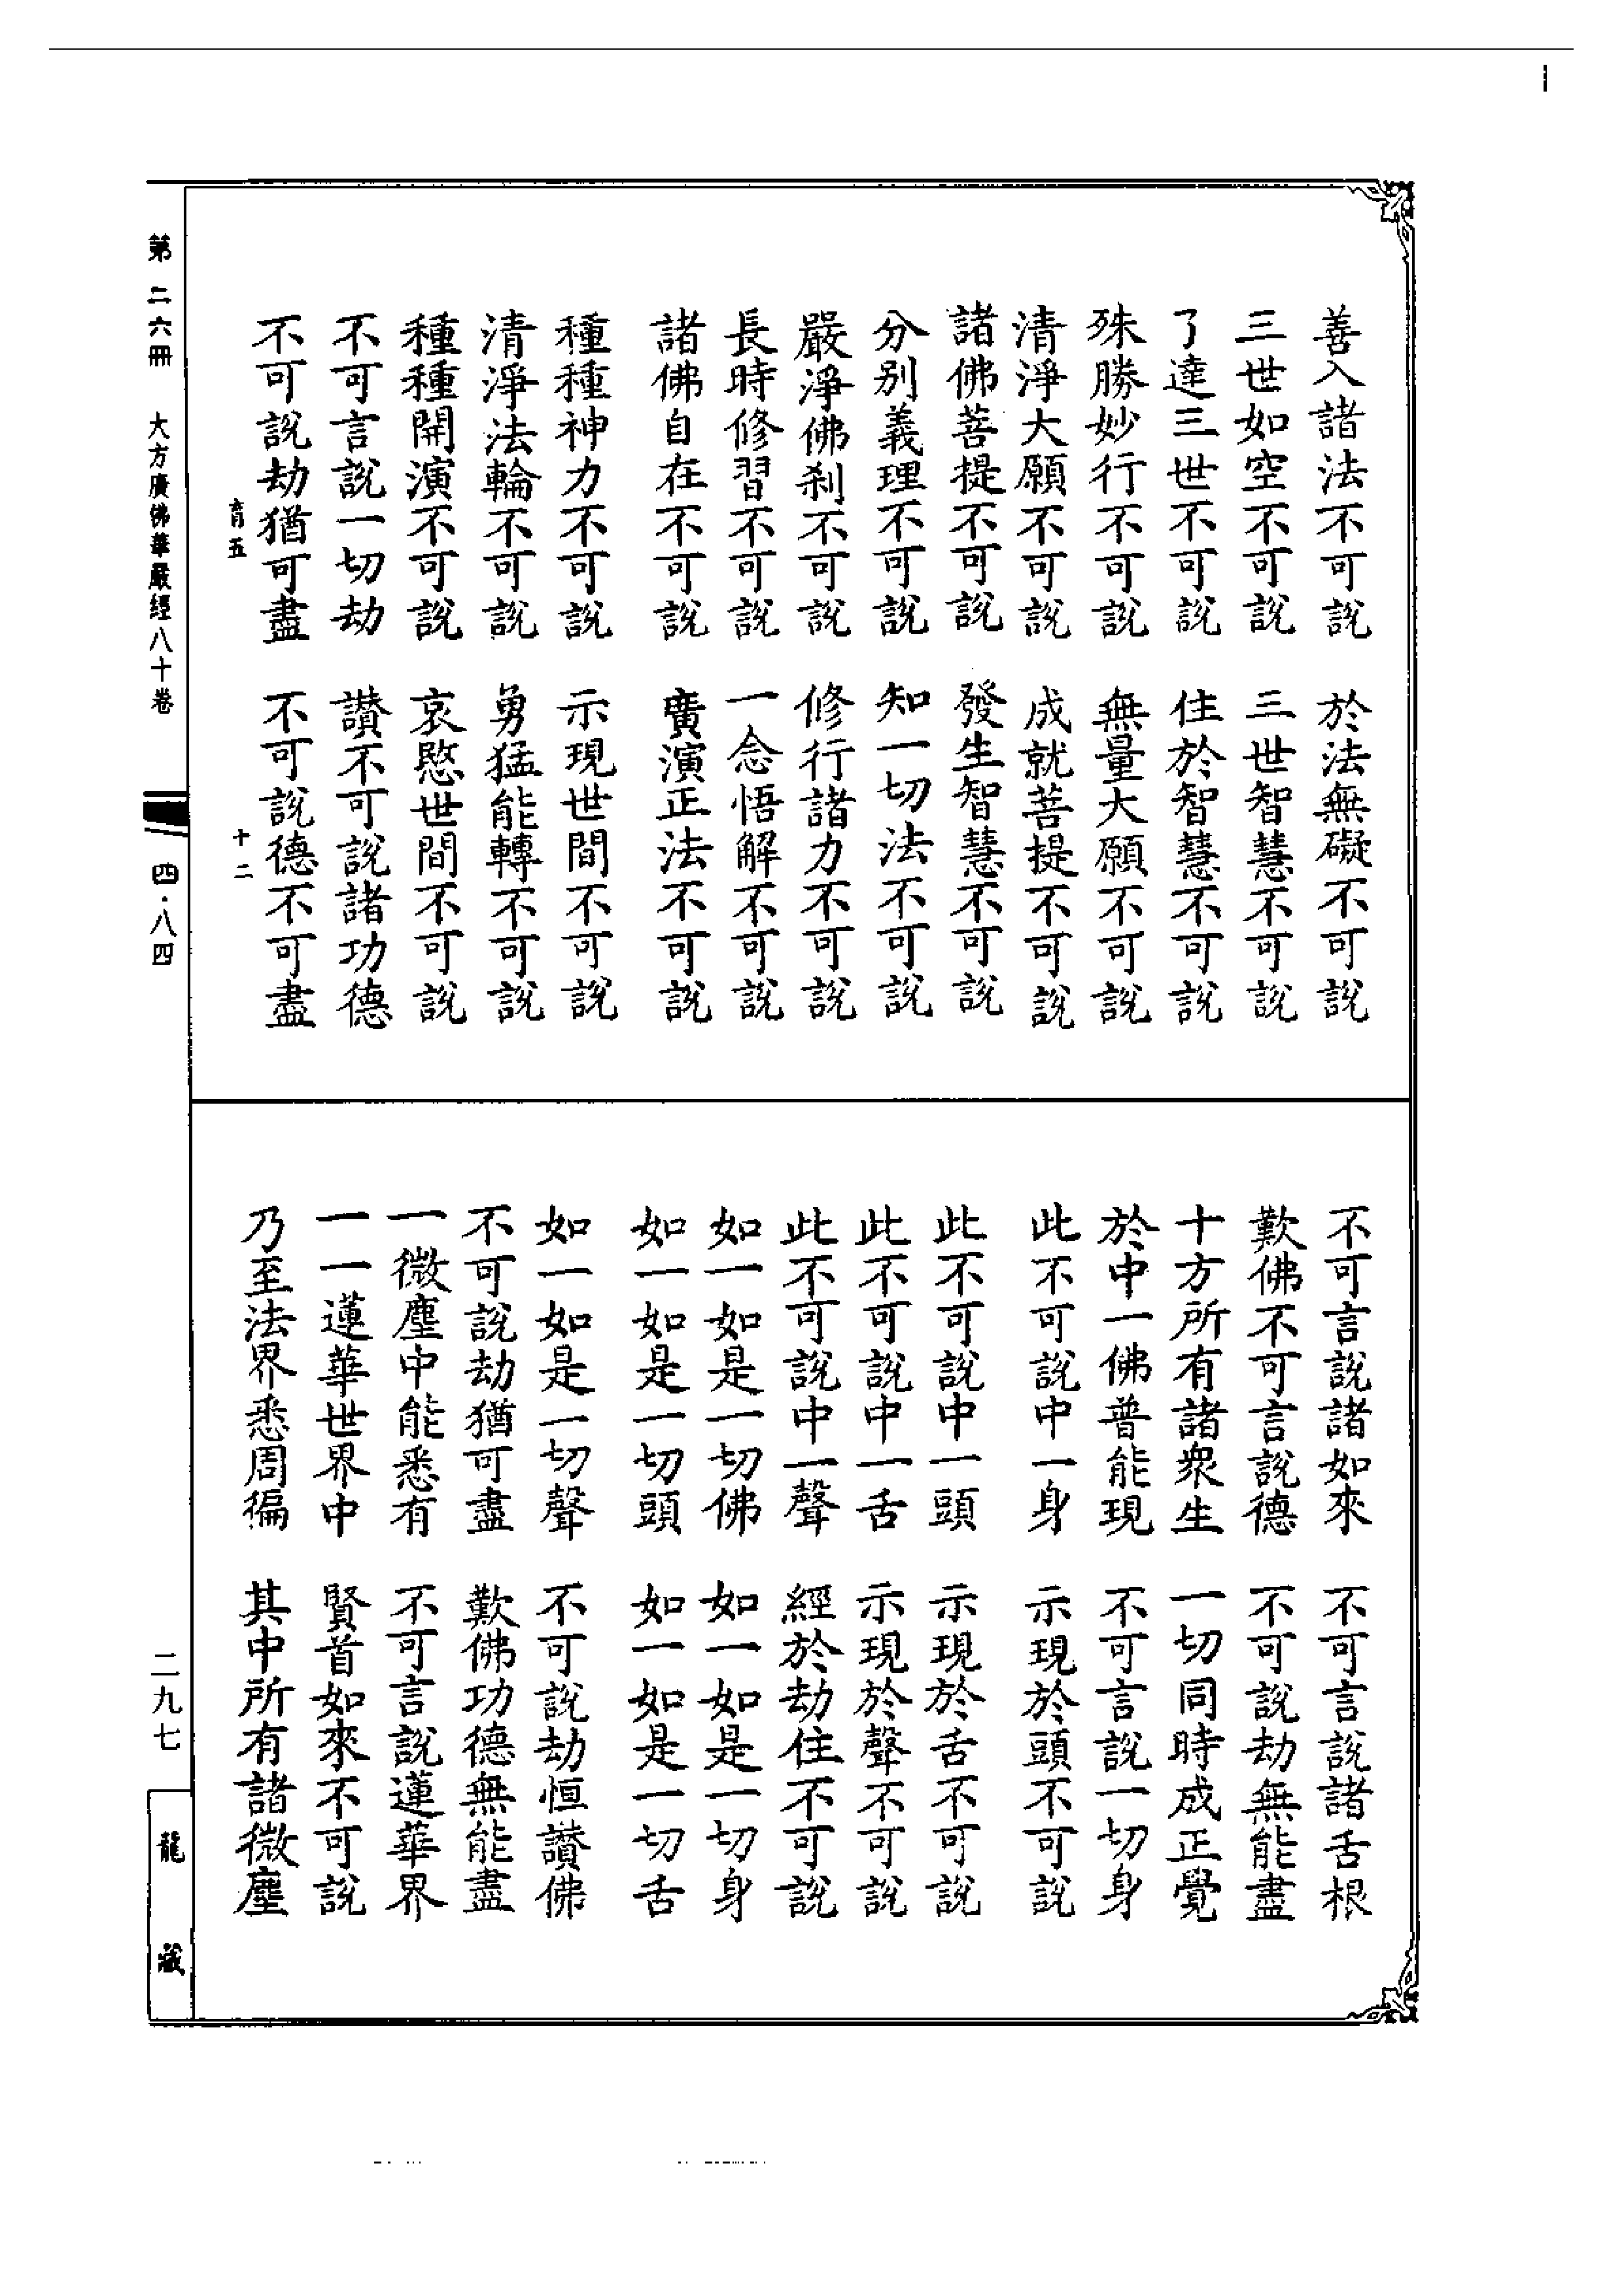 善入諸法不可說　於法無礙不可說
三世如空不可說　三世智慧不可說
了達三世不可說　住於智慧不可說
殊勝妙行不可說　無量大願不可說
清淨大願不可說　成就菩提不可說
諸佛菩提不可說　發生智慧不可說
分別義理不可說　知一切法不可說
嚴淨佛剎不可說　修行諸力不可說
長時修習不可說　一念悟解不可說
諸佛自在不可說　廣演正法不可說
種種神力不可說　示現世間不可說
清淨法輪不可說　勇猛能轉不可說
種種開演不可說　哀愍世間不可說
不可言說一切劫　讚不可說諸功德
不可說劫猶可盡　不可說德不可盡
育五　十二
不可言說諸如來　不可言說諸舌根
歎佛不可言說德　不可說劫無能盡
十方所有諸衆生　一切同時成正覺
於中一佛普能現　不可言說一切身
此不可說中一身　示現於頭不可說
此不可說中一頭　示現於舌不可說
此不可說中一舌　示現於聲不可說
此不可說中一聲　經於劫住不可說
如一如是一切佛　如一如是一切身
如一如是一切頭　如一如是一切舌
如一如是一切聲　不可說劫恒讚佛
不可說劫猶可盡　歎佛功德無能盡
一微塵中能悉有　不可言說蓮華界
一一蓮華世界中　賢首如來不可說
乃至法界悉周徧　其中所有諸微塵
第二六冊　大方廣佛華嚴經八十卷　四·八四　二九七　龍藏